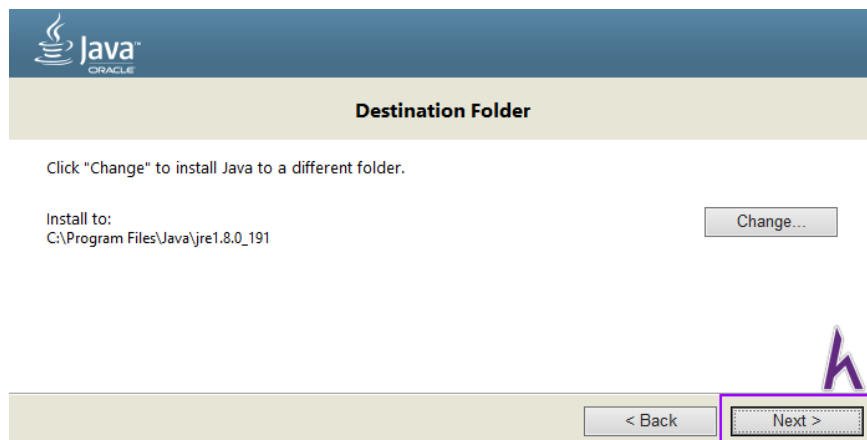 Java™
ORACLE
Destination Folder
Click "Change" to install Java to a different folder.
Install to:
Change...
C:\Program Files\Java\jre1.8.0_191
h
< Back
Next >